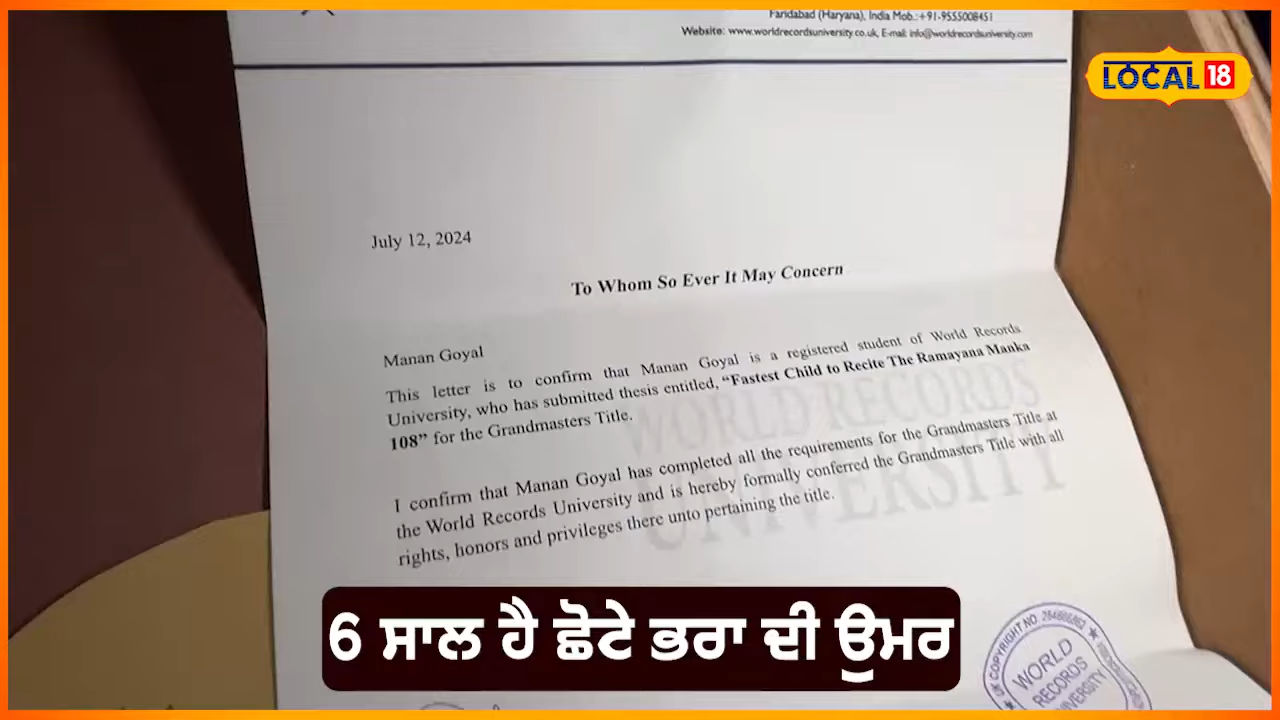 Faridabad (Haryana), India Mob.:+91-9555008451
Website: www.worldrecordsuniversity.co.uk, E-mail: info@worldrecordsuniversity.com
LOCAL 18
July 12, 2024
To Whom So Ever It May Concern
Manan Goyal
This letter is to confirm that Manan Goyal is a registered student of World Records
University, who has submitted thesis entitled, “Fastest Child to Recite The Ramayana Manka
108” for the Grandmasters Title.
WORLD RECORDS
UNIVERSITY
I confirm that Manan Goyal has completed all the requirements for the Grandmasters Title at
the World Records University and is hereby formally conferred the Grandmasters Title with all
rights, honors and privileges there unto pertaining the title.
6 ਸਾਲ ਹੈ ਛੋਟੇ ਭਰਾ ਦੀ ਉਮਰ
UK COPYRIGHT NO.
WORLD
RECORDS
UNIVERSITY